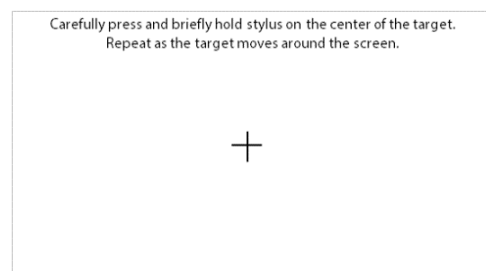 Carefully press and briefly hold stylus on the center of the target.
Repeat as the target moves around the screen.